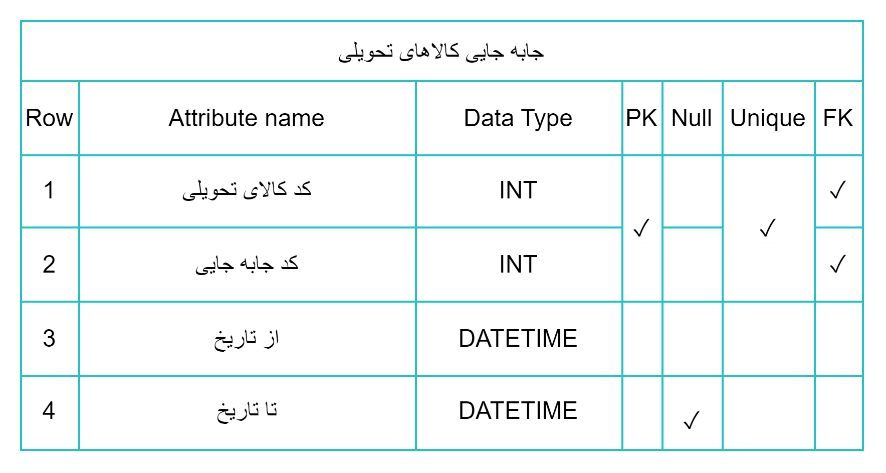 جابه جایی کالاهای تحویلی
Row Attribute name Data Type PK Null Unique FK
1 کد کالای تحویلی INT ✓
✓ ✓
2 کد جابه جایی INT ✓
3 از تاریخ DATETIME
4 تا تاریخ DATETIME ✓